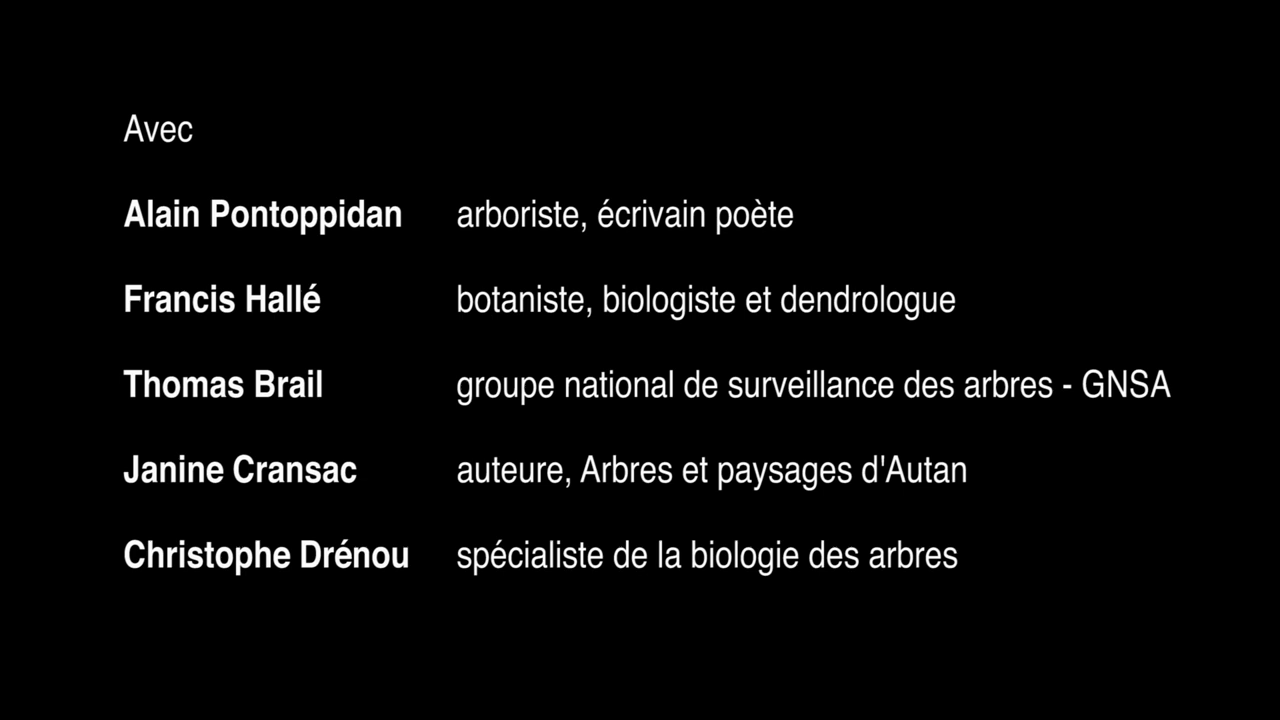 Avec
Alain Pontoppidan arboriste, écrivain poète
Francis Hallé botaniste, biologiste et dendrologue
Thomas Brail groupe national de surveillance des arbres - GNSA
Janine Cransac auteure, Arbres et paysages d'Autan
Christophe Drénou spécialiste de la biologie des arbres